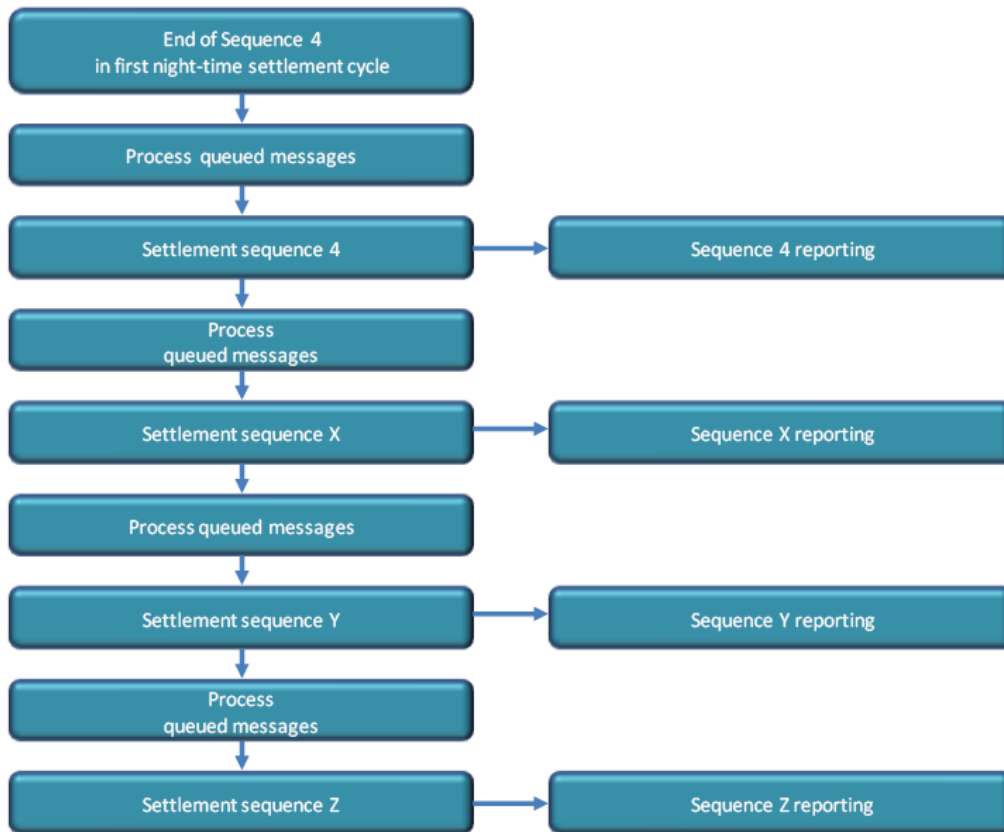 End of Sequence 4
in first night-time settlement cycle
Process queued messages
Settlement sequence 4
Sequence 4 reporting
Process
queued messages
Settlement sequence X
Sequence X reporting
Process queued messages
Settlement sequence Y
Sequence Y reporting
Process
queued messages
Settlement sequence Z
Sequence Z reporting